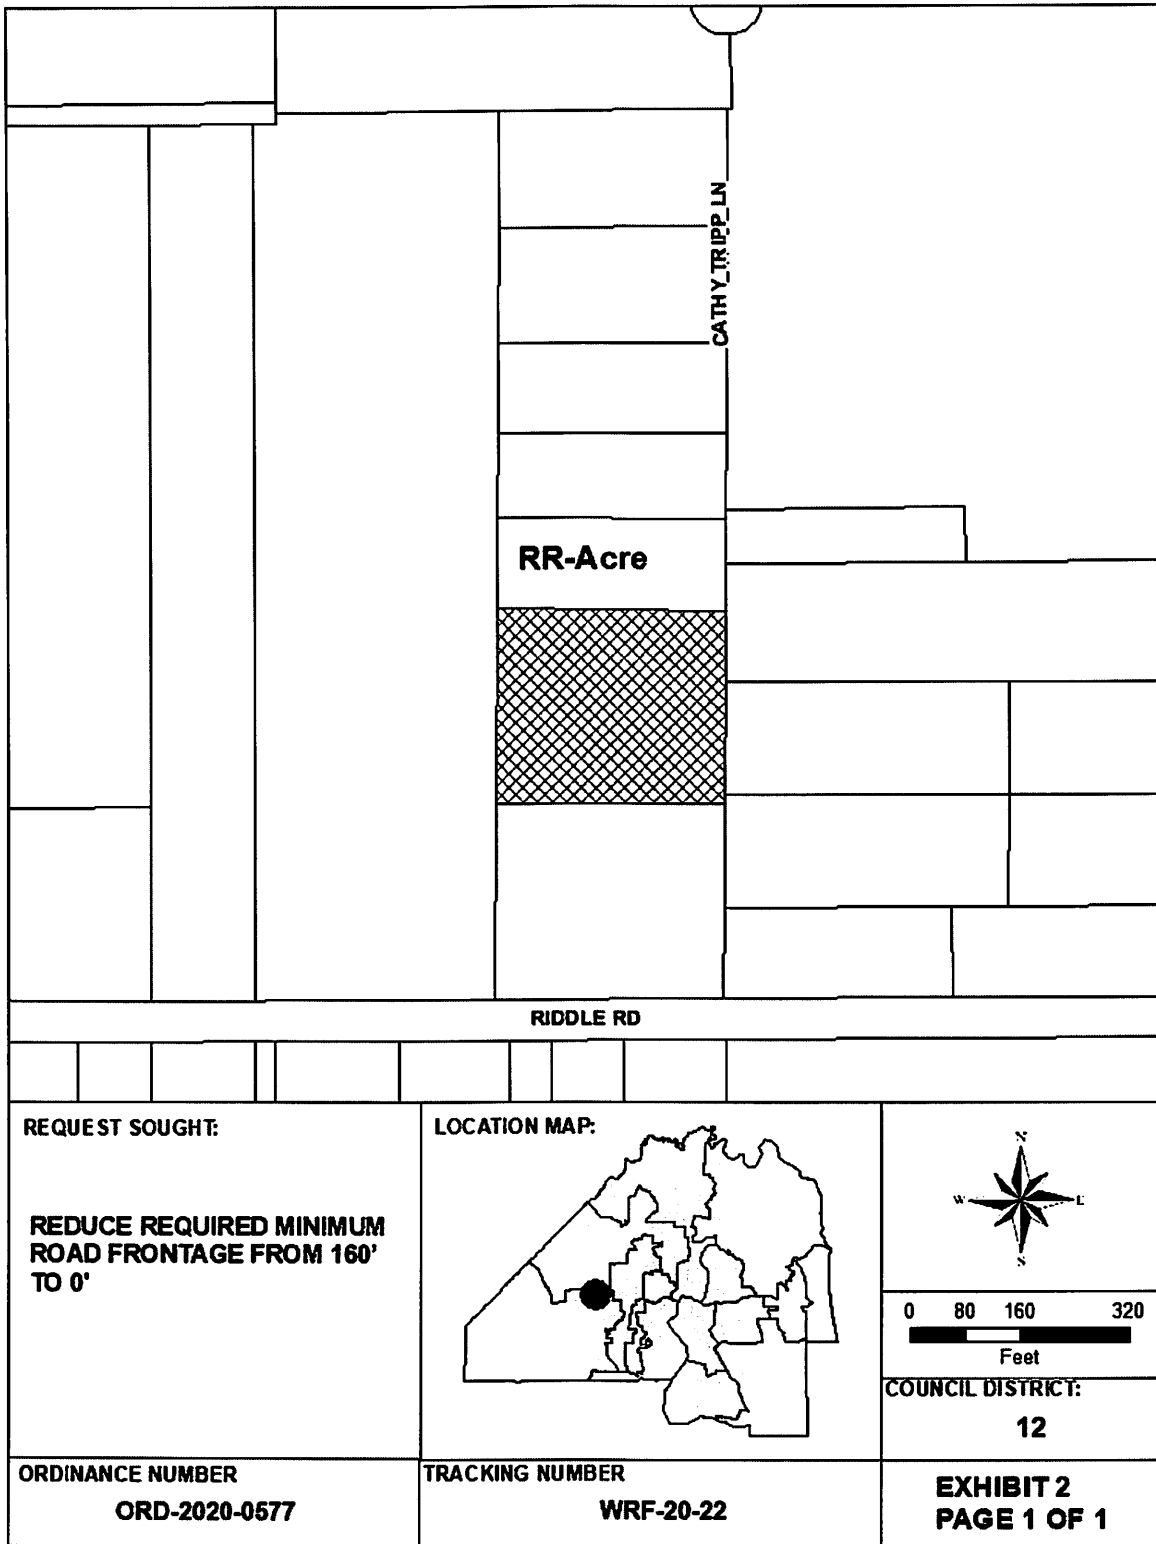 CATHY TRIPP LN
RR-Acre
RIDDLE RD
REQUEST SOUGHT:
REDUCE REQUIRED MINIMUM
ROAD FRONTAGE FROM 160'
TO 0'
LOCATION MAP:
N
W E
S
0 80 160 320
Feet
COUNCIL DISTRICT:
12
ORDINANCE NUMBER
ORD-2020-0577
TRACKING NUMBER
WRF-20-22
EXHIBIT 2
PAGE 1 OF 1